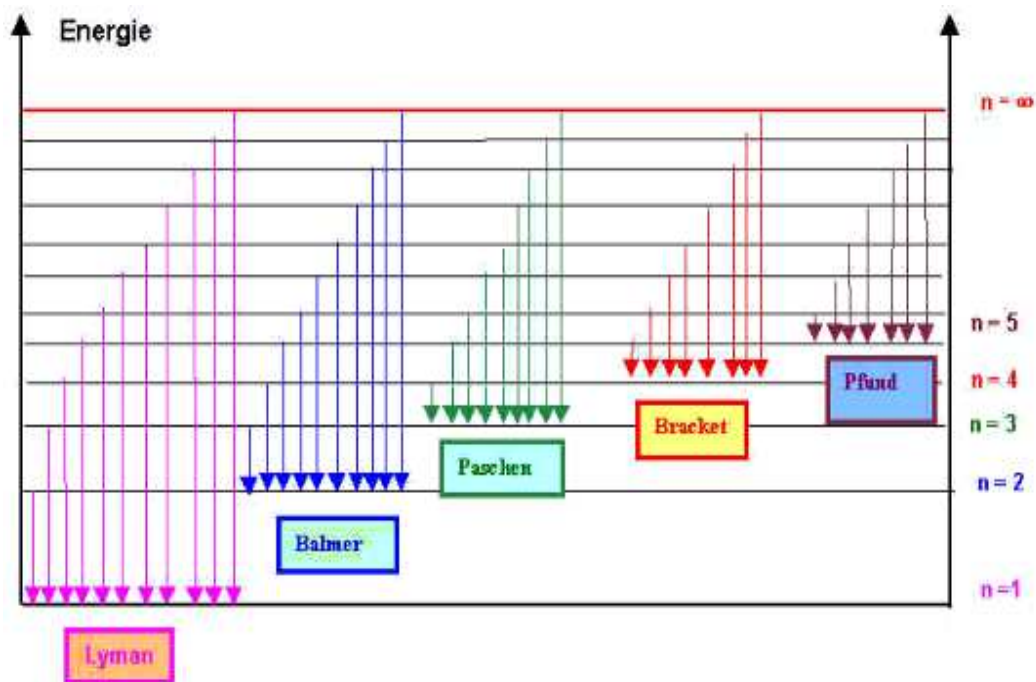 Energie
n = ∞
n = 5
Pfund
n = 4
Bracket
n = 3
Paschen
n = 2
Balmer
n =1
Lyman